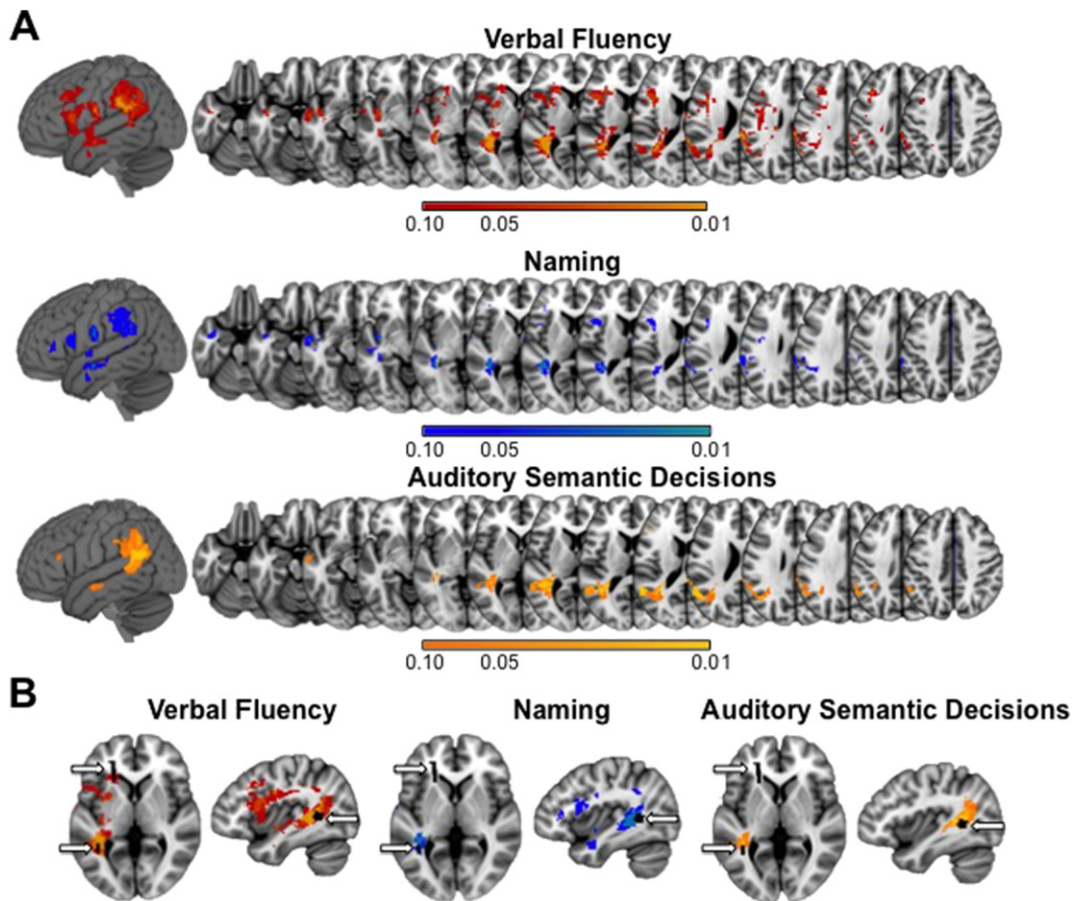 A
Verbal Fluency
0.10 0.05 0.01
Naming
0.10 0.05 0.01
Auditory Semantic Decisions
0.10 0.05 0.01
B
Verbal Fluency Naming Auditory Semantic Decisions